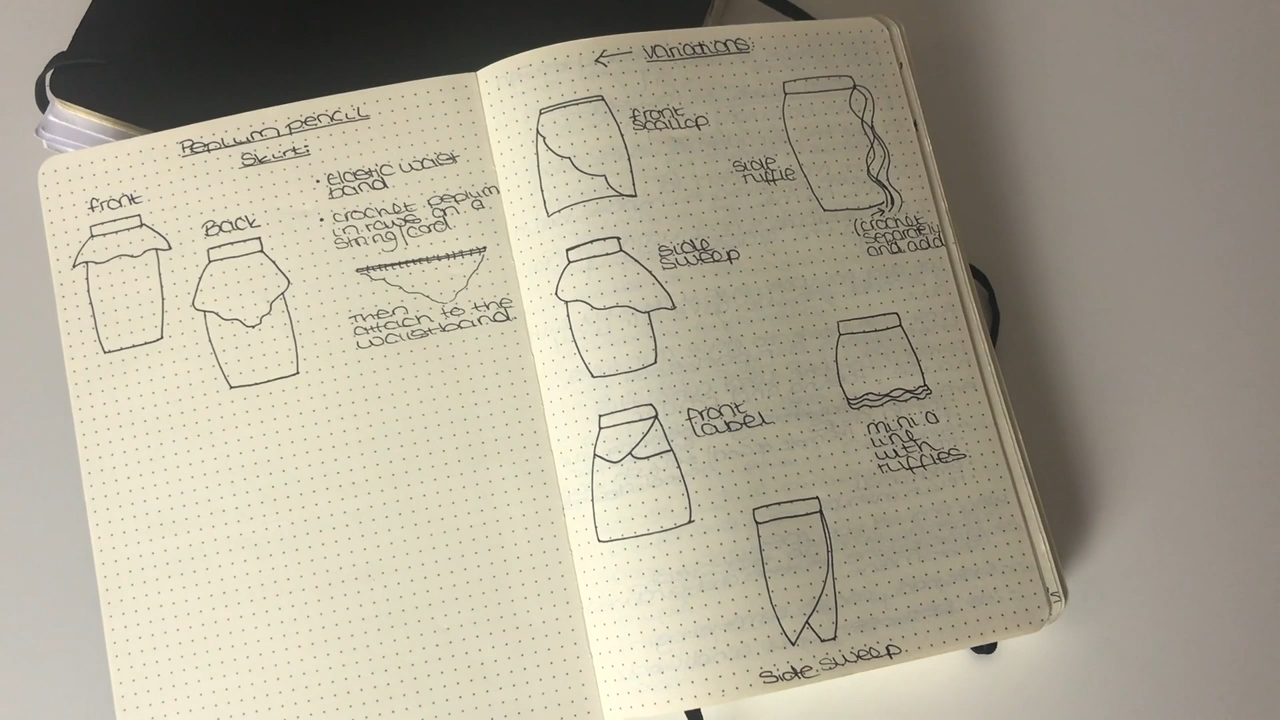 Peplum pencil
Skirt:
front
Back
• elastic waist
band
• crochet peplum
in rows on a
string/cord
Then
attach to the
waistband.
← variations:
front
scallop
side
ruffle
(crochet
separately
and add
side
sweep
front
label
mini a
line
with
ruffles
side sweep